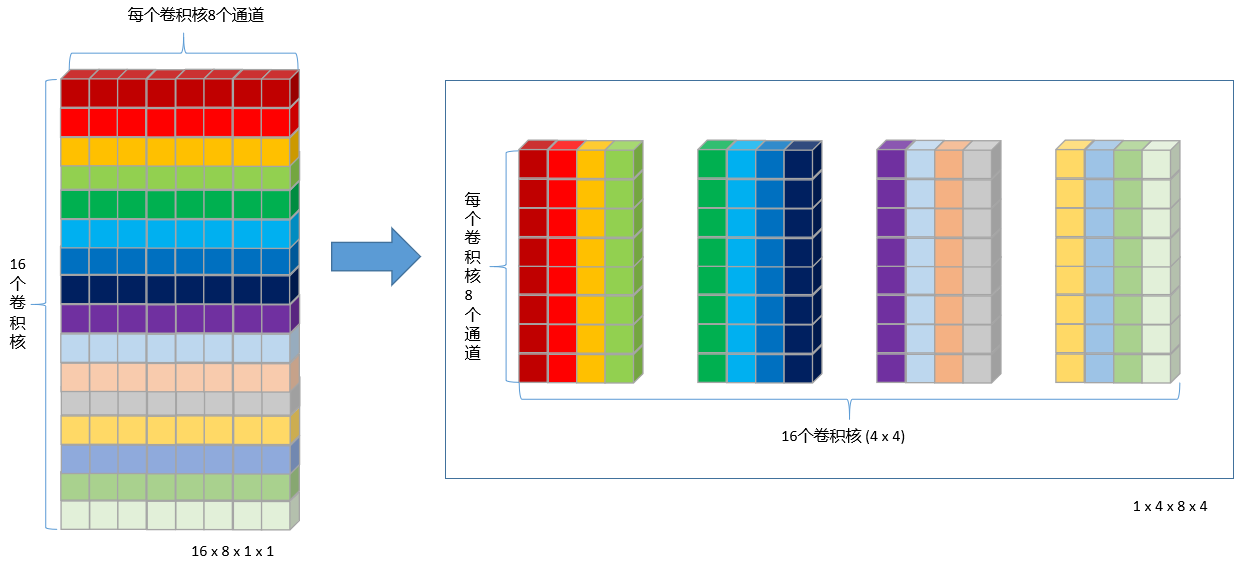 每个卷积核8个通道
16个卷积核
16 x 8 x 1 x 1
每个卷积核8个通道
16个卷积核 (4 x 4)
1 x 4 x 8 x 4